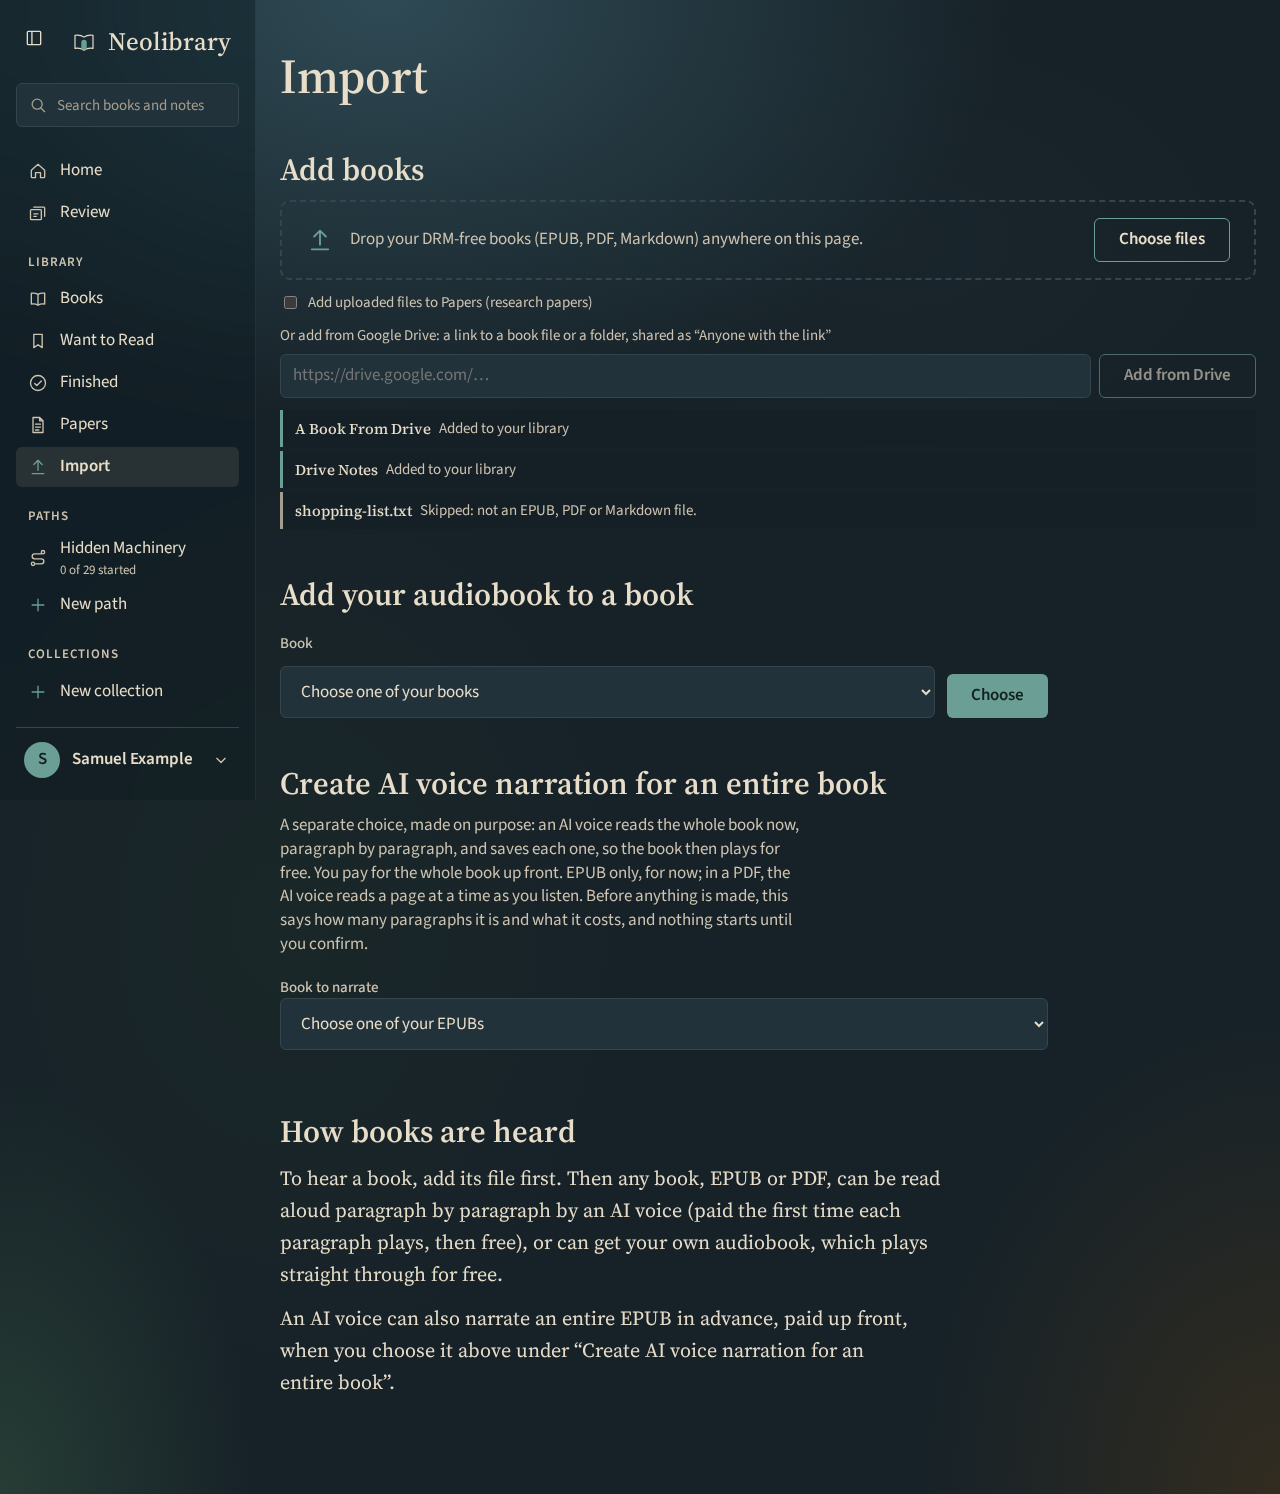 Neolibrary
Search books and notes
Home
Review
LIBRARY
Books
Want to Read
Finished
Papers
Import
PATHS
Hidden Machinery
0 of 29 started
New path
COLLECTIONS
New collection
S
Samuel Example
Import
Add books
Drop your DRM-free books (EPUB, PDF, Markdown) anywhere on this page.
Choose files
Add uploaded files to Papers (research papers)
Or add from Google Drive: a link to a book file or a folder, shared as “Anyone with the link”
https://drive.google.com/…
Add from Drive
A Book From Drive Added to your library
Drive Notes Added to your library
shopping-list.txt Skipped: not an EPUB, PDF or Markdown file.
Add your audiobook to a book
Book
Choose one of your books
Choose
Create AI voice narration for an entire book
A separate choice, made on purpose: an AI voice reads the whole book now,
paragraph by paragraph, and saves each one, so the book then plays for
free. You pay for the whole book up front. EPUB only, for now; in a PDF, the
AI voice reads a page at a time as you listen. Before anything is made, this
says how many paragraphs it is and what it costs, and nothing starts until
you confirm.
Book to narrate
Choose one of your EPUBs
How books are heard
To hear a book, add its file first. Then any book, EPUB or PDF, can be read
aloud paragraph by paragraph by an AI voice (paid the first time each
paragraph plays, then free), or can get your own audiobook, which plays
straight through for free.
An AI voice can also narrate an entire EPUB in advance, paid up front,
when you choose it above under “Create AI voice narration for an
entire book”.